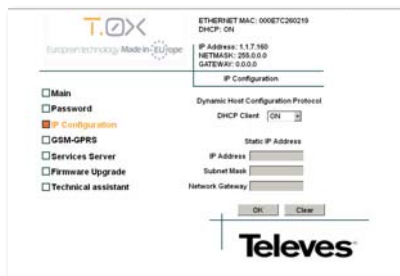 T.OX
European technology Made in Europe
ETHERNET MAC: 000E7C260219
DHCP: ON
IP Address: 1.1.7.160
NETMASK: 255.0.0.0
GATEWAY: 0.0.0.0
IP Configuration
Main
Password
IP Configuration
GSM-GPRS
Services Server
Firmware Upgrade
Technical assistant
Dynamic Host Configuration Protocol
DHCP Client ON
Static IP Address
IP Address
Subnet Mask
Network Gateway
OK Clear
Televes